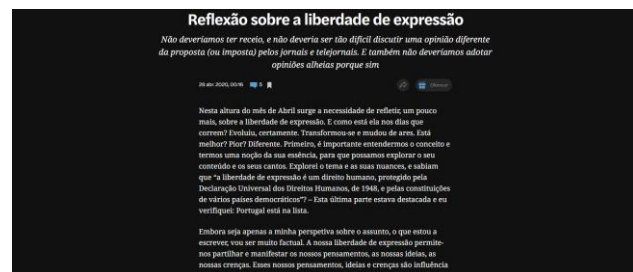 Reflexão sobre a liberdade de expressão
Não deveríamos ter receio, e não deveria ser tão difícil discutir uma opinião diferente
da proposta (ou imposta) pelos jornais e telejornais. E também não deveríamos adotar
opiniões alheias porque sim
26 abr. 2020, 00:16 5 Oferecer
Nesta altura do mês de Abril surge a necessidade de refletir, um pouco
mais, sobre a liberdade de expressão. E como está ela nos dias que
correm? Evoluiu, certamente. Transformou-se e mudou de ares. Está
melhor? Pior? Diferente. Primeiro, é importante entendermos o conceito e
termos uma noção da sua essência, para que possamos explorar o seu
conteúdo e os seus cantos. Explorei o tema e as suas nuances, e sabiam
que “a liberdade de expressão é um direito humano, protegido pela
Declaração Universal dos Direitos Humanos, de 1948, e pelas constituições
de vários países democráticos”? – Esta última parte estava destacada e eu
verifiquei: Portugal está na lista.
Embora seja apenas a minha perspetiva sobre o assunto, o que estou a
escrever, vou ser muito factual. A nossa liberdade de expressão permite-
nos partilhar e manifestar os nossos pensamentos, as nossas ideias, as
nossas crenças. Esses nossos pensamentos, ideias e crenças são influência